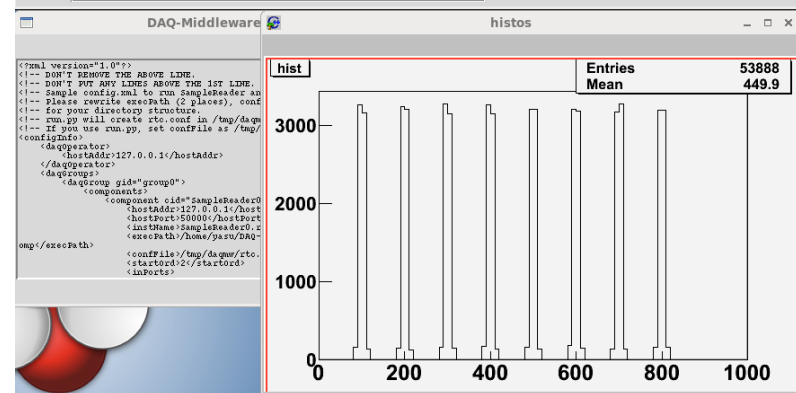 DAQ-Middleware
histos
<?xml version="1.0"?>
<!-- DON'T REMOVE THE ABOVE LINE.
<!-- DON'T PUT ANY LINES ABOVE THE 1ST LINE.
<!-- Sample config.xml to run SampleReader an
<!-- Please rewrite execPath (2 places), conf
<!-- for your directory structure.
<!-- run.py will create rtc.conf in /tmp/daqm
<!-- If you use run.py, set confFile as /tmp/
<configInfo>
<daqOperator>
<hostAddr>127.0.0.1</hostAddr>
</daqOperator>
<daqGroups>
<daqGroup gid="group0">
<components>
<component cid="SampleReader0
<hostAddr>127.0.0.1</host
<hostPort>50000</hostPort
<instName>SampleReader0.r
<execPath>/home/yasu/DAQ-
omp</execPath>
<confFile>/tmp/daqmw/rtc.
<startOrd>2</startOrd>
<inPorts>
hist
Entries 53888
Mean 449.9
3000
2000
1000
0
0 200 400 600 800 1000